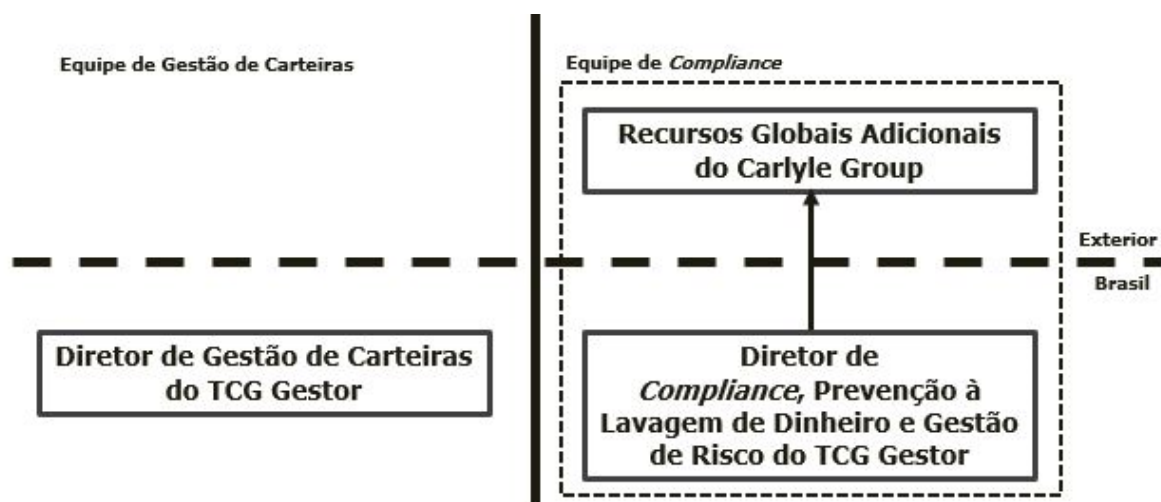 Equipe de Gestão de Carteiras
Equipe de Compliance
Recursos Globais Adicionais
do Carlyle Group
Exterior
Brasil
Diretor de Gestão de Carteiras
do TCG Gestor
Diretor de
Compliance, Prevenção à
Lavagem de Dinheiro e Gestão
de Risco do TCG Gestor